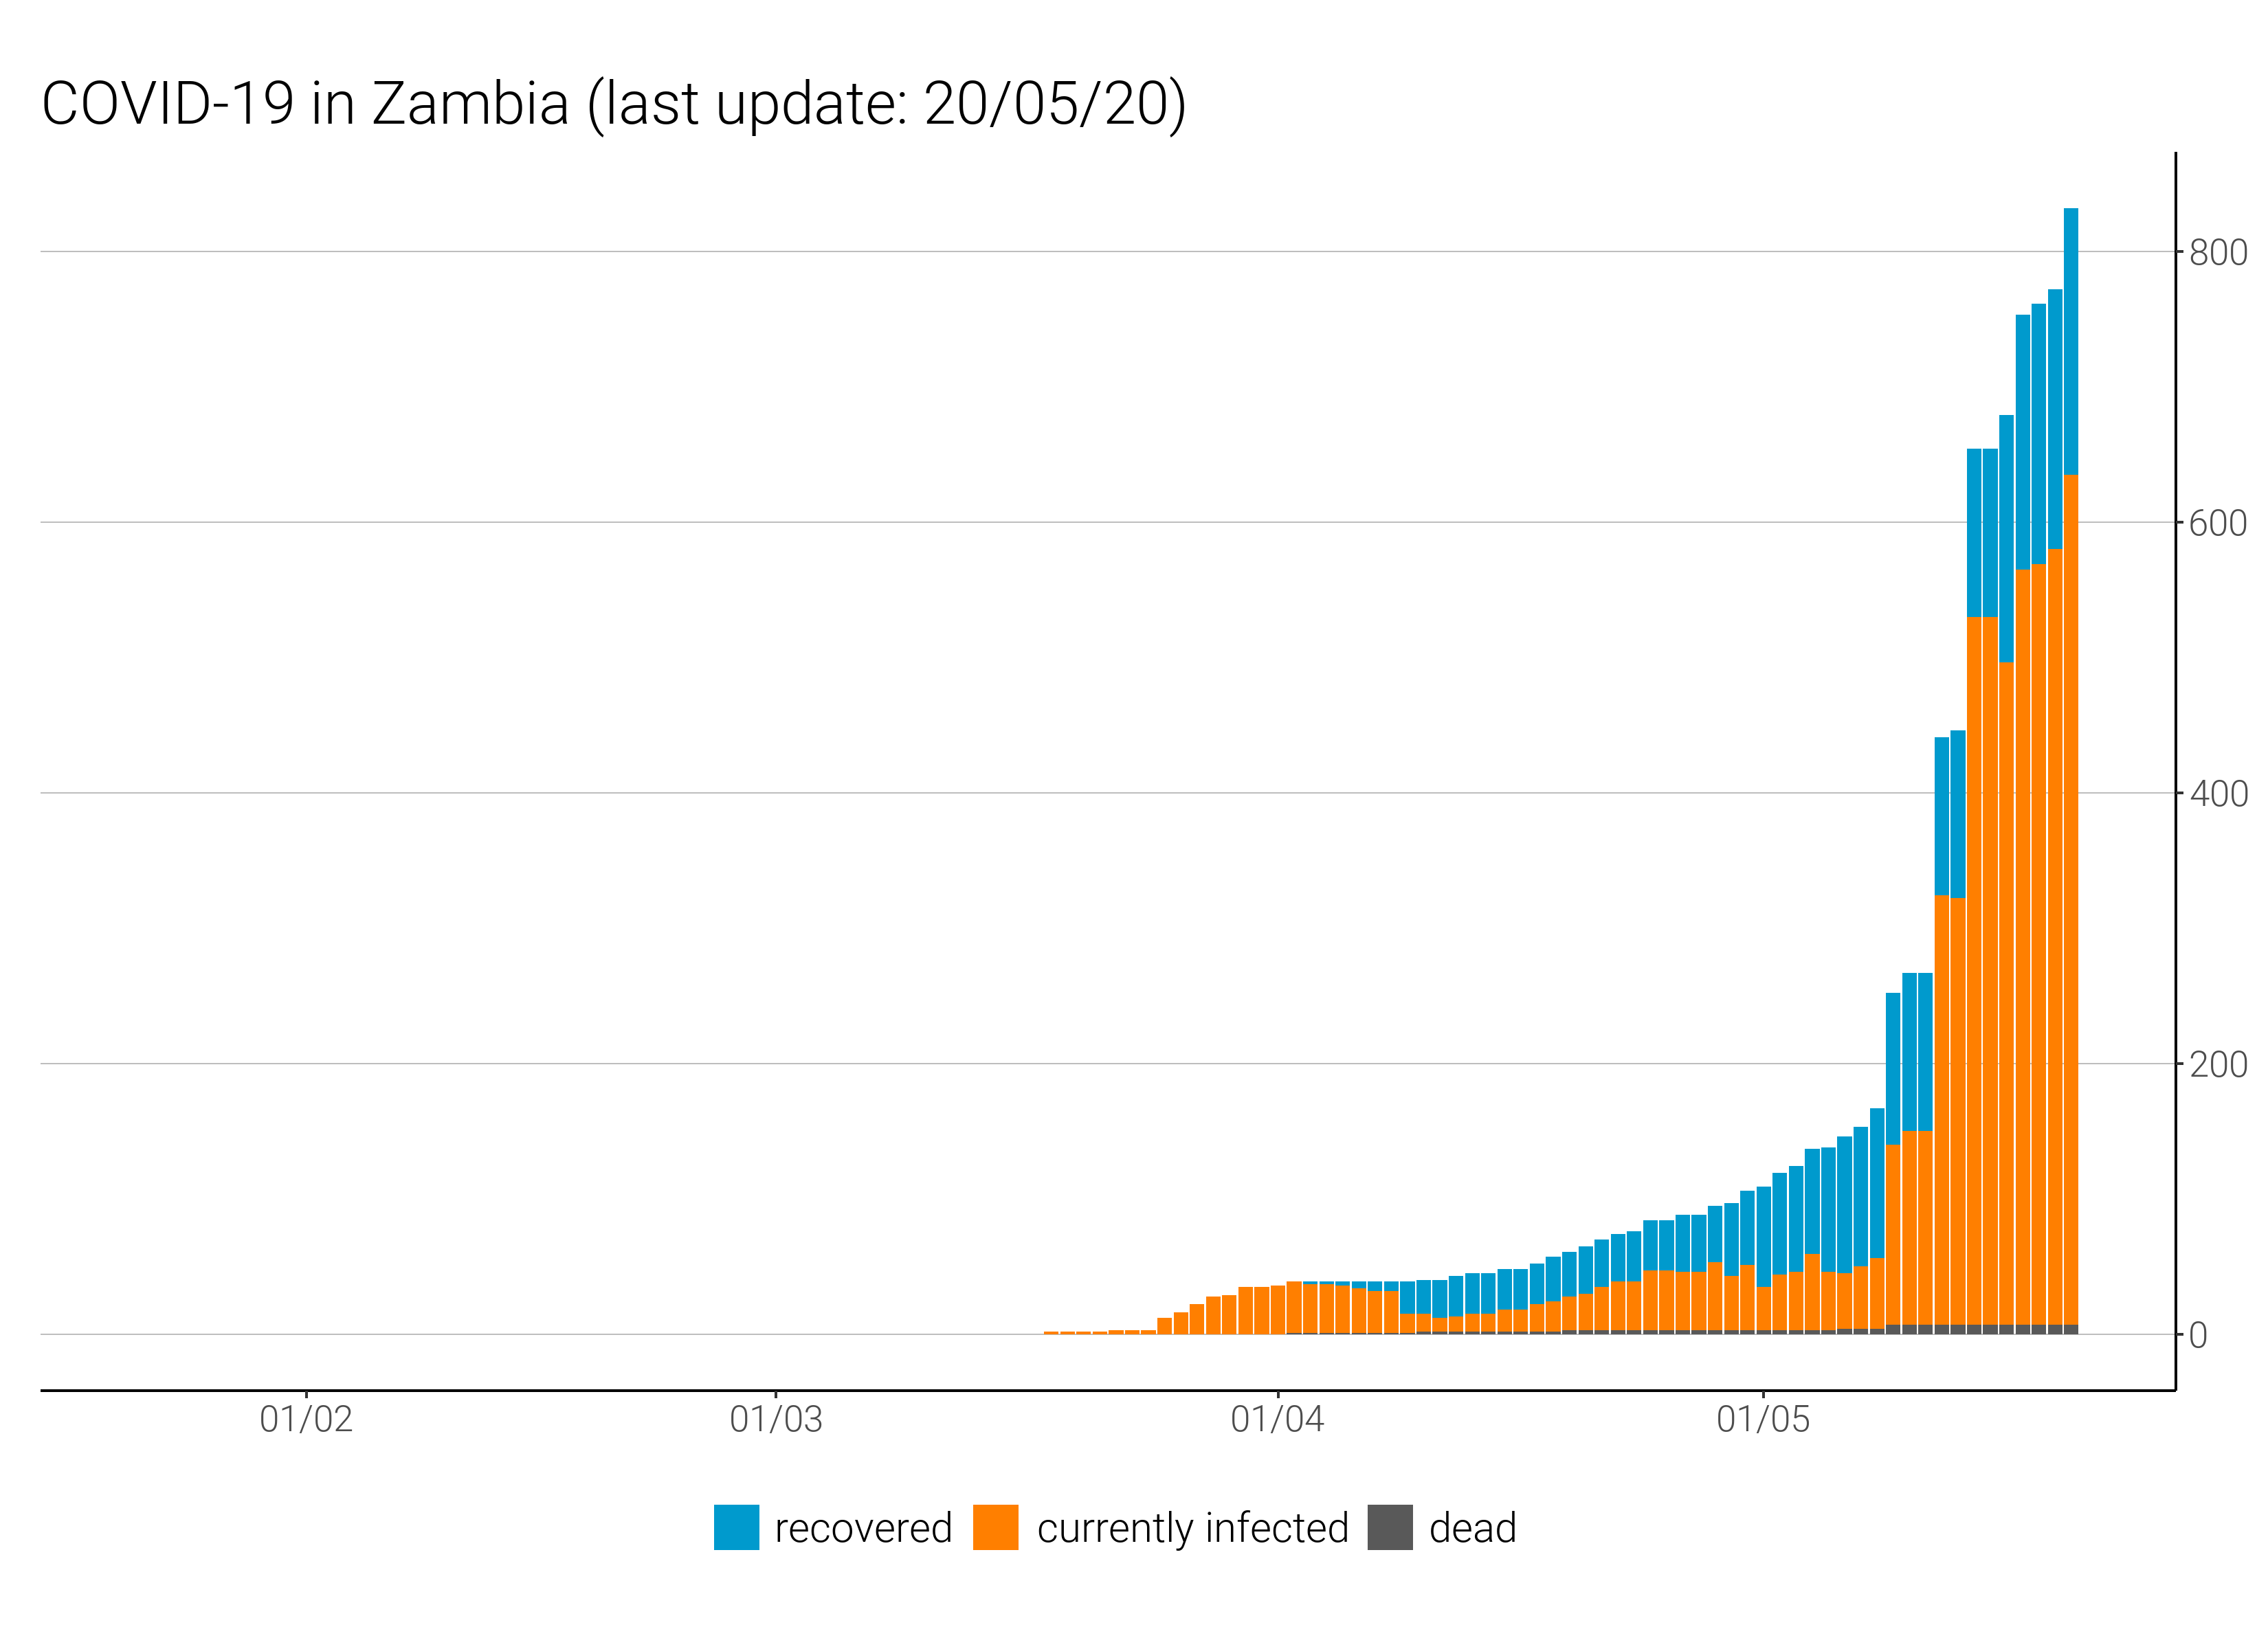 COVID-19 in Zambia (last update: 20/05/20)
800
600
400
200
0
01/02 01/03 01/04 01/05
recovered currently infected dead